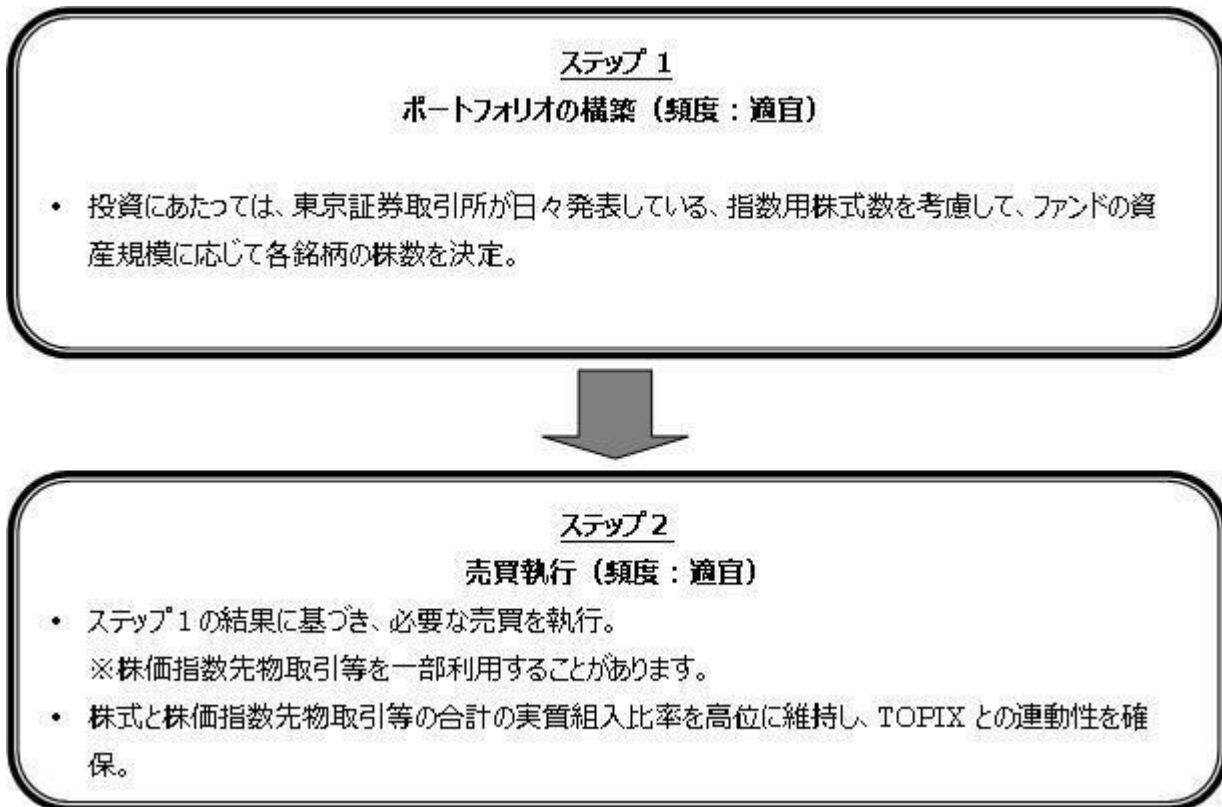 ステップ 1
ポートフォリオの構築（頻度：適宜）
• 投資にあたっては、東京証券取引所が日々発表している、指数用株式数を考慮して、ファンドの資
産規模に応じて各銘柄の株数を決定。
ステップ 2
売買執行（頻度：適宜）
• ステップ 1 の結果に基づき、必要な売買を執行。
※株価指数先物取引等を一部利用することがあります。
• 株式と株価指数先物取引等の合計の実質組入比率を高位に維持し、TOPIX との連動性を確
保。